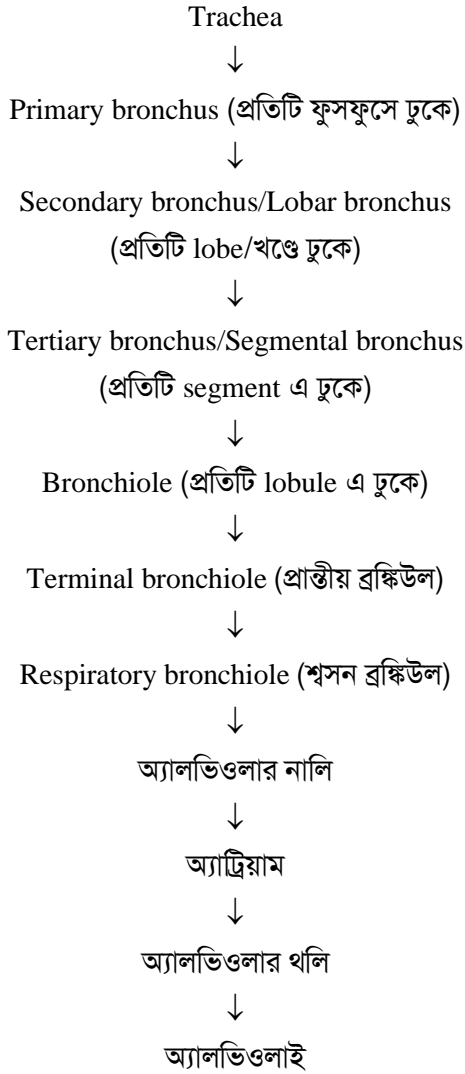 Trachea
↓
Primary bronchus (প্রতিটি ফুসফুসে ঢুকে)
↓
Secondary bronchus/Lobar bronchus
(প্রতিটি lobe/খণ্ডে ঢুকে)
↓
Tertiary bronchus/Segmental bronchus
(প্রতিটি segment এ ঢুকে)
↓
Bronchiole (প্রতিটি lobule এ ঢুকে)
↓
Terminal bronchiole (প্রান্তীয় ব্রঙ্কিউল)
↓
Respiratory bronchiole (শ্বসন ব্রঙ্কিউল)
↓
অ্যালভিওলার নালি
↓
অ্যাট্রিয়াম
↓
অ্যালভিওলার থলি
↓
অ্যালভিওলাই